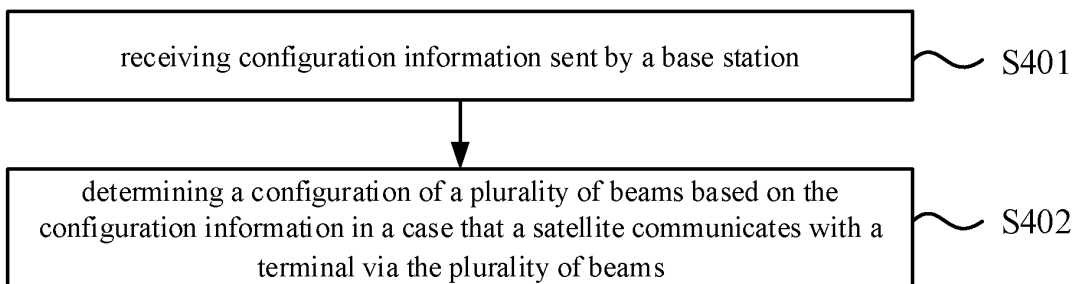 receiving configuration information sent by a base station
S401
determining a configuration of a plurality of beams based on the
configuration information in a case that a satellite communicates with a
terminal via the plurality of beams
S402